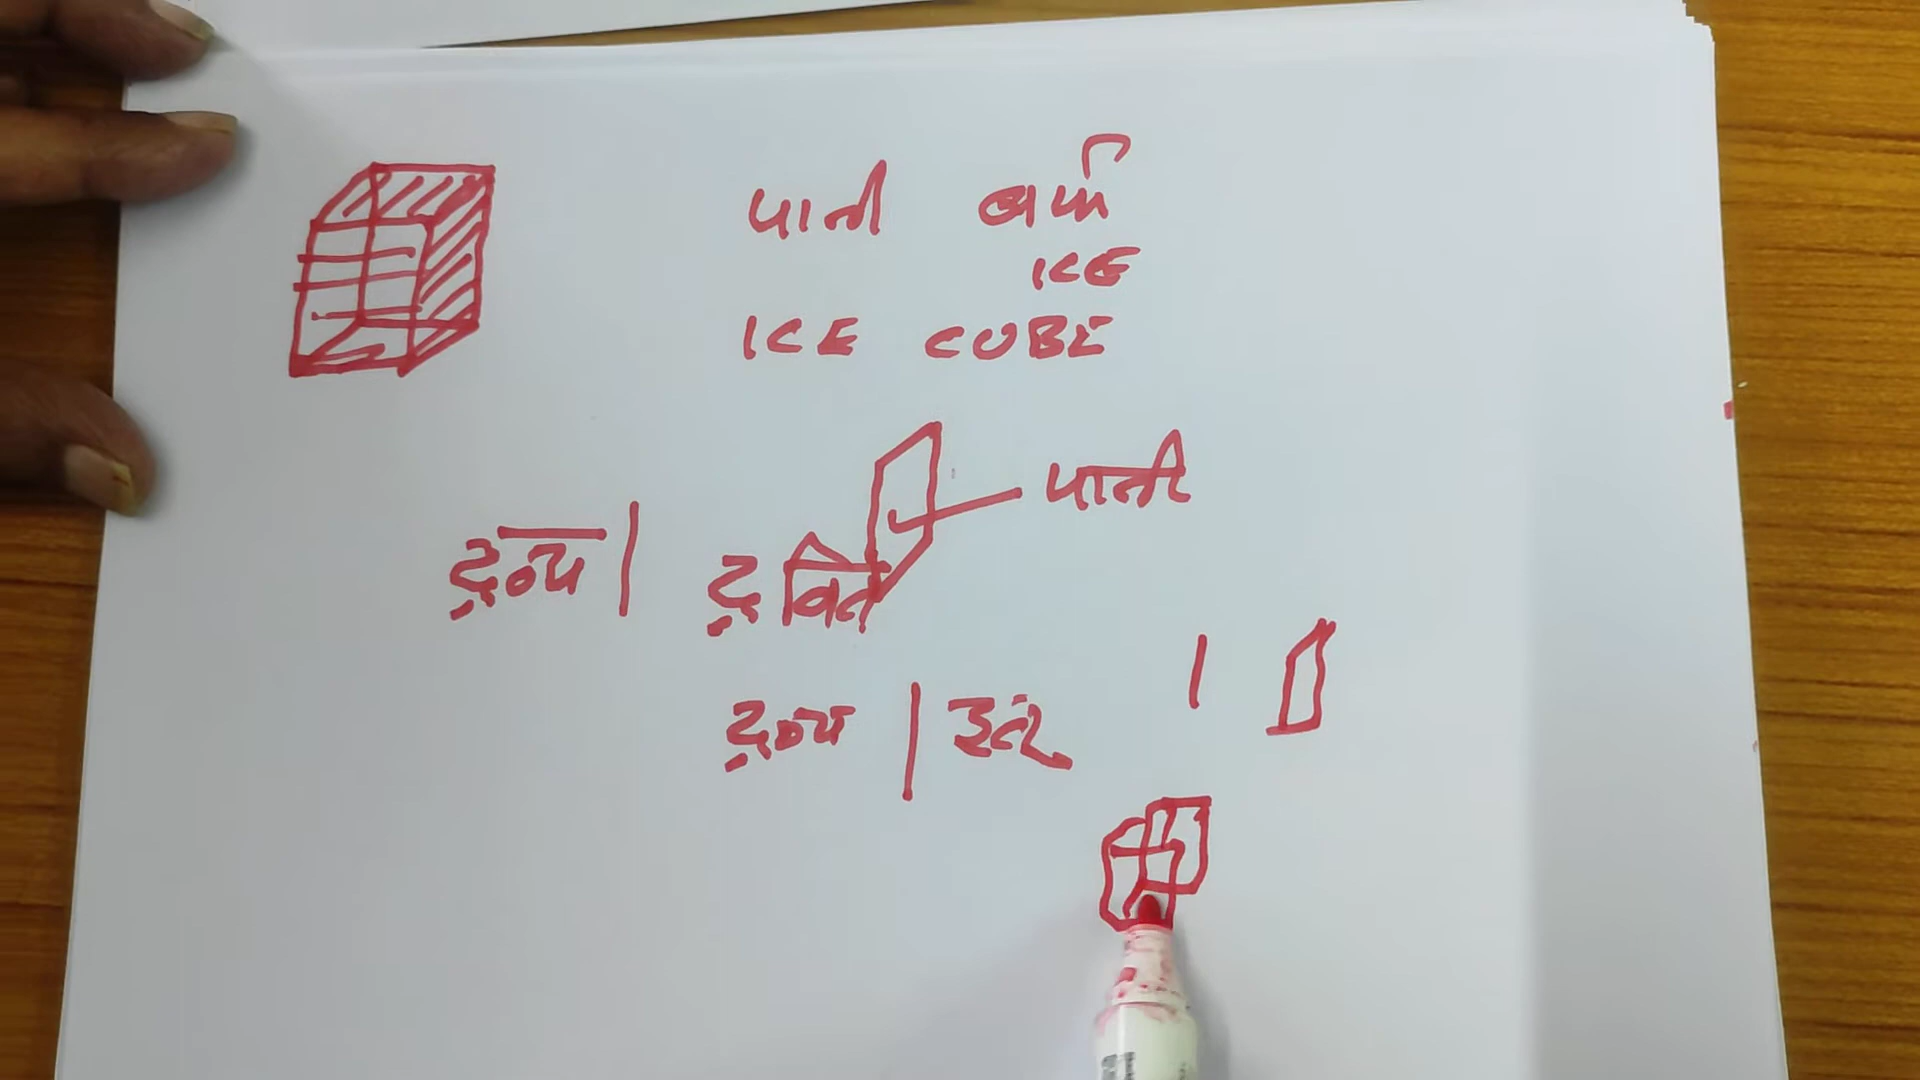 पानी बर्फ
ICE
ICE CUBE
पानी
द्रव्य | द्रवित
द्रव्य |